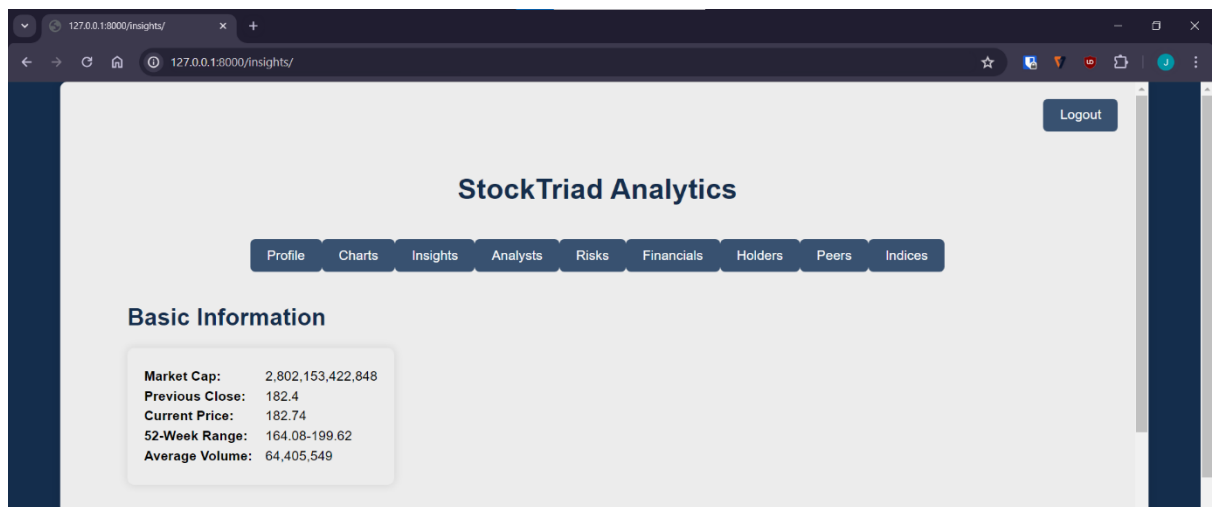 127.0.0.1:8000/insights/
127.0.0.1:8000/insights/
Logout
StockTriad Analytics
Profile Charts Insights Analysts Risks Financials Holders Peers Indices
Basic Information
Market Cap: 2,802,153,422,848
Previous Close: 182.4
Current Price: 182.74
52-Week Range: 164.08-199.62
Average Volume: 64,405,549